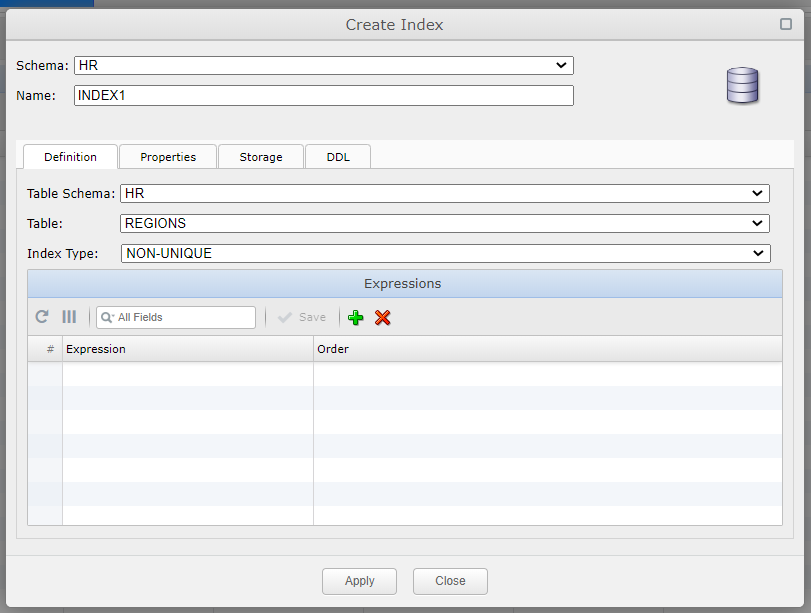 Create Index
Schema: HR
Name: INDEX1
Definition Properties Storage DDL
Table Schema: HR
Table: REGIONS
Index Type: NON-UNIQUE
Expressions
All Fields Save
# Expression Order
Apply Close